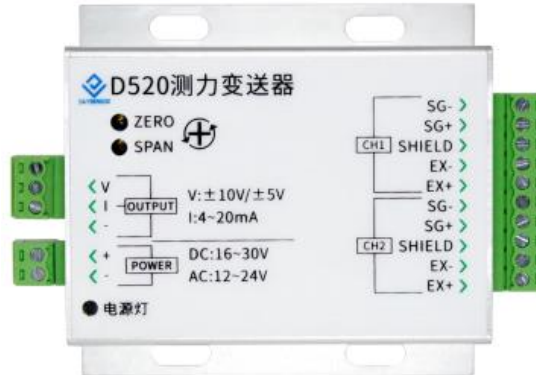 D520测力变送器
ZERO
SPAN
V
I
-
OUTPUT
V:±10V/±5V
I:4~20mA
+
-
POWER
DC:16~30V
AC:12~24V
电源灯
CH1
SG-
SG+
SHIELD
EX-
EX+
CH2
SG-
SG+
SHIELD
EX-
EX+